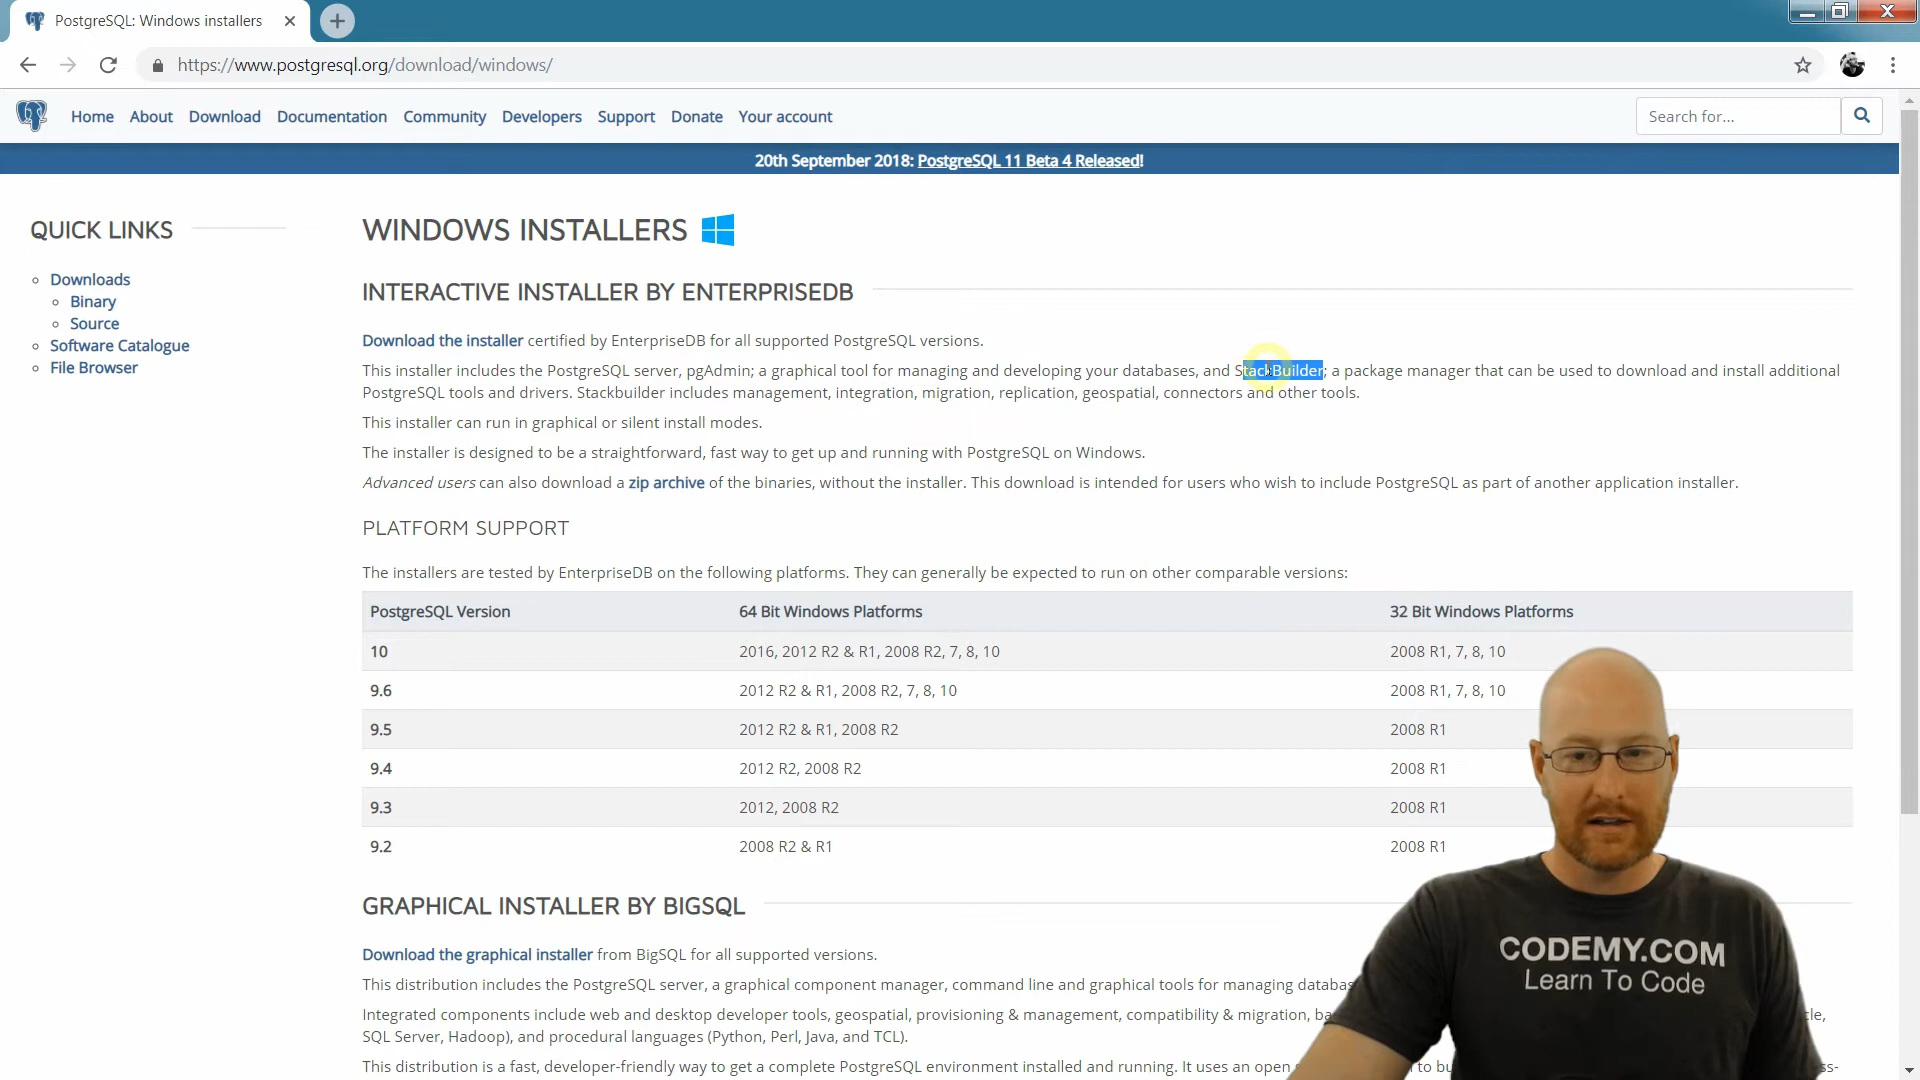 PostgreSQL: Windows installers
https://www.postgresql.org/download/windows/
Home About Download Documentation Community Developers Support Donate Your account
Search for...
20th September 2018: PostgreSQL 11 Beta 4 Released!
QUICK LINKS
Downloads
Binary
Source
Software Catalogue
File Browser
WINDOWS INSTALLERS
INTERACTIVE INSTALLER BY ENTERPRISEDB
Download the installer certified by EnterpriseDB for all supported PostgreSQL versions.
This installer includes the PostgreSQL server, pgAdmin; a graphical tool for managing and developing your databases, and StackBuilder; a package manager that can be used to download and install additional
PostgreSQL tools and drivers. Stackbuilder includes management, integration, migration, replication, geospatial, connectors and other tools.
This installer can run in graphical or silent install modes.
The installer is designed to be a straightforward, fast way to get up and running with PostgreSQL on Windows.
Advanced users can also download a zip archive of the binaries, without the installer. This download is intended for users who wish to include PostgreSQL as part of another application installer.
PLATFORM SUPPORT
The installers are tested by EnterpriseDB on the following platforms. They can generally be expected to run on other comparable versions:
PostgreSQL Version 64 Bit Windows Platforms 32 Bit Windows Platforms
10 2016, 2012 R2 & R1, 2008 R2, 7, 8, 10 2008 R1, 7, 8, 10
9.6 2012 R2 & R1, 2008 R2, 7, 8, 10 2008 R1, 7, 8, 10
9.5 2012 R2 & R1, 2008 R2 2008 R1
9.4 2012 R2, 2008 R2 2008 R1
9.3 2012, 2008 R2 2008 R1
9.2 2008 R2 & R1 2008 R1
GRAPHICAL INSTALLER BY BIGSQL
Download the graphical installer from BigSQL for all supported versions.
This distribution includes the PostgreSQL server, a graphical component manager, command line and graphical tools for managing
Integrated components include web and desktop developer tools, geospatial, provisioning & management, compatibility & migration,
SQL Server, Hadoop), and procedural languages (Python, Perl, Java, and TCL).
This distribution is a fast, developer-friendly way to get a complete PostgreSQL environment installed and running. It uses an open to
CODEMY.COM
Learn To Code